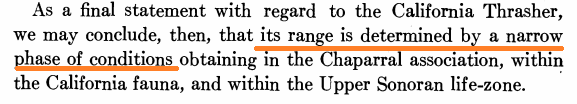 As a final statement with regard to the California Thrasher,
we may conclude, then, that its range is determined by a narrow
phase of conditions obtaining in the Chaparral association, within
the California fauna, and within the Upper Sonoran life-zone.